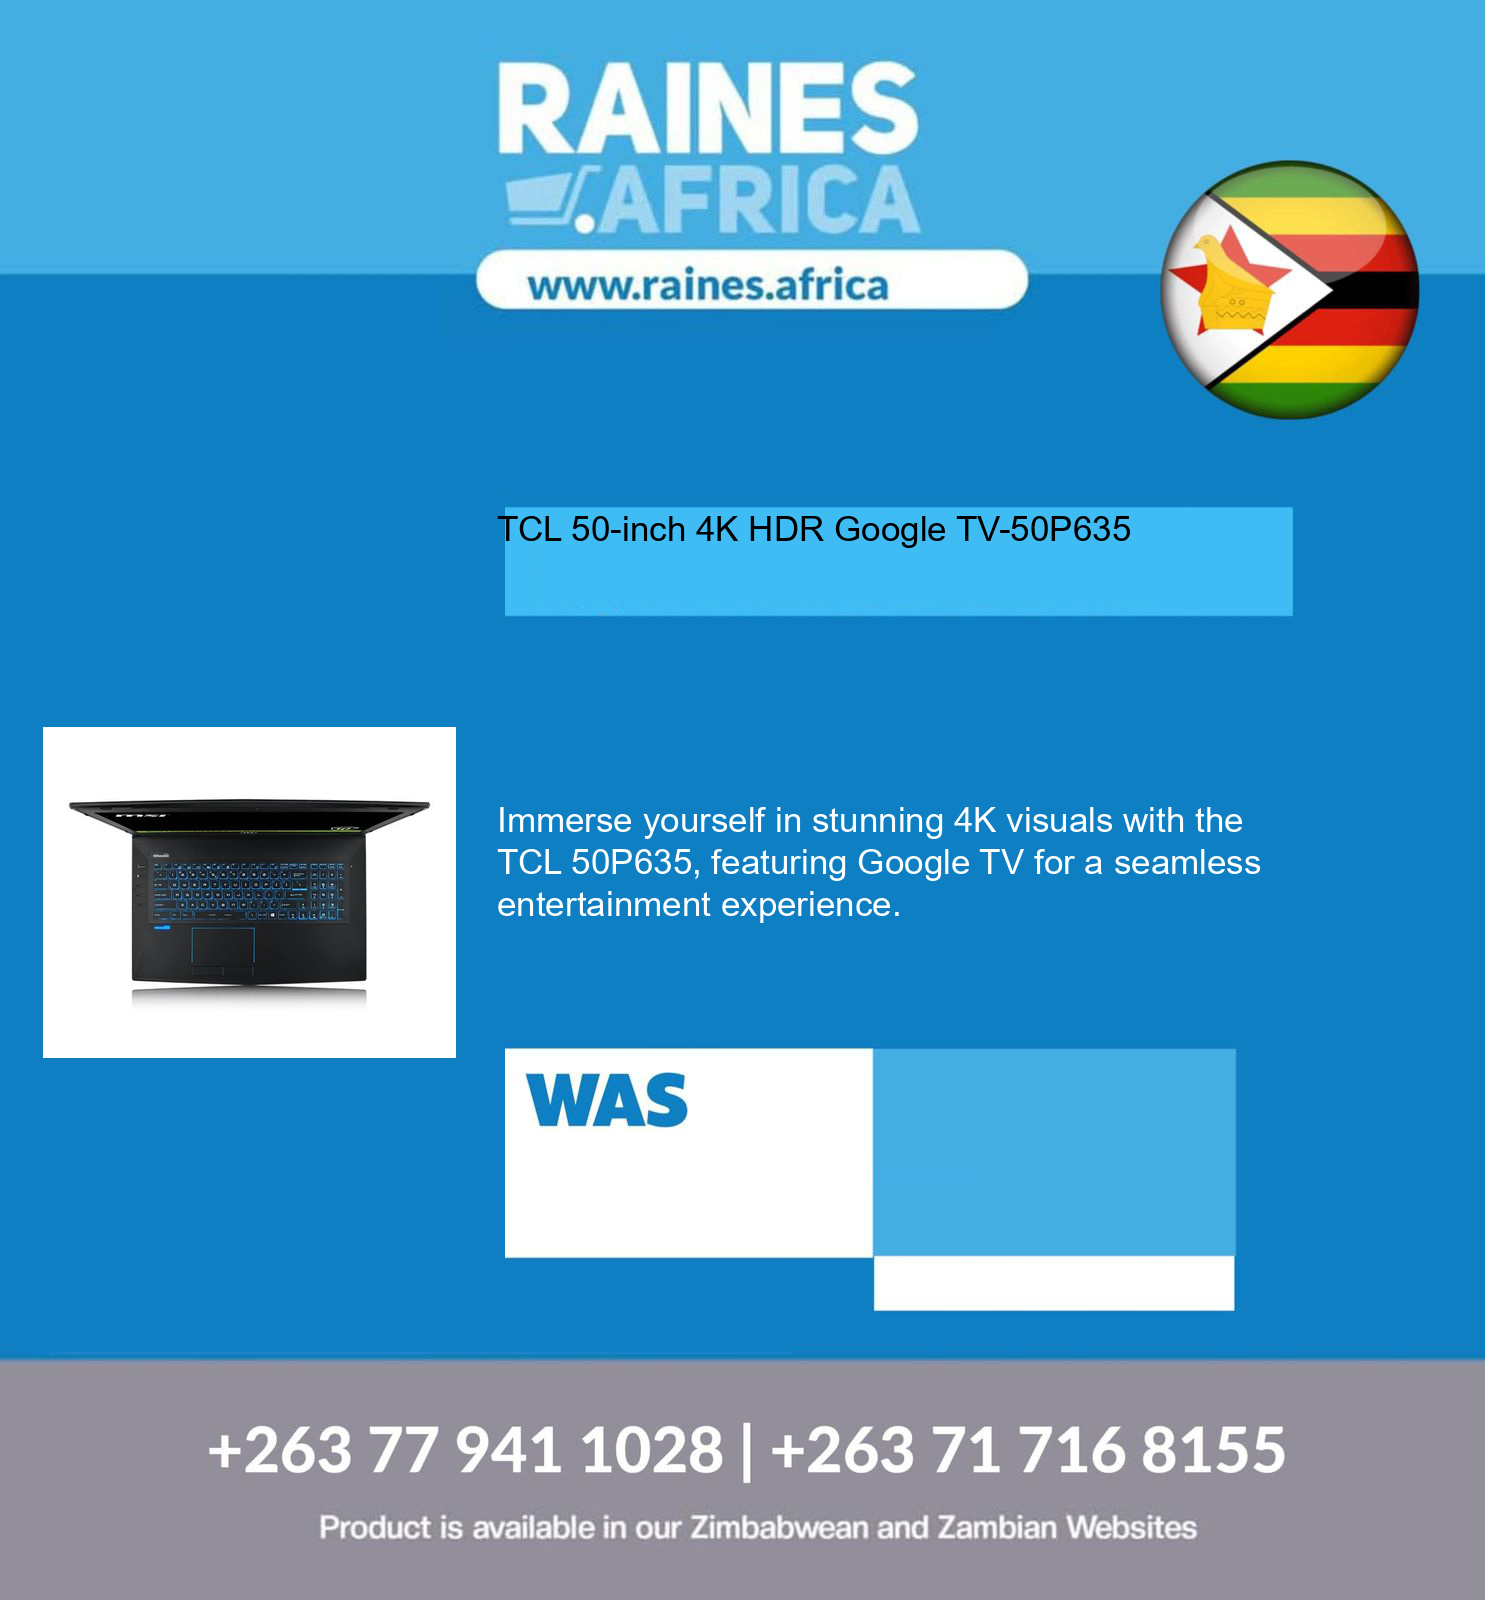 RAINES
.AFRICA
www.raines.africa
TCL 50-inch 4K HDR Google TV-50P635
msi
Immerse yourself in stunning 4K visuals with the
TCL 50P635, featuring Google TV for a seamless
entertainment experience.
WAS
+263 77 941 1028 | +263 71 716 8155
Product is available in our Zimbabwean and Zambian Websites